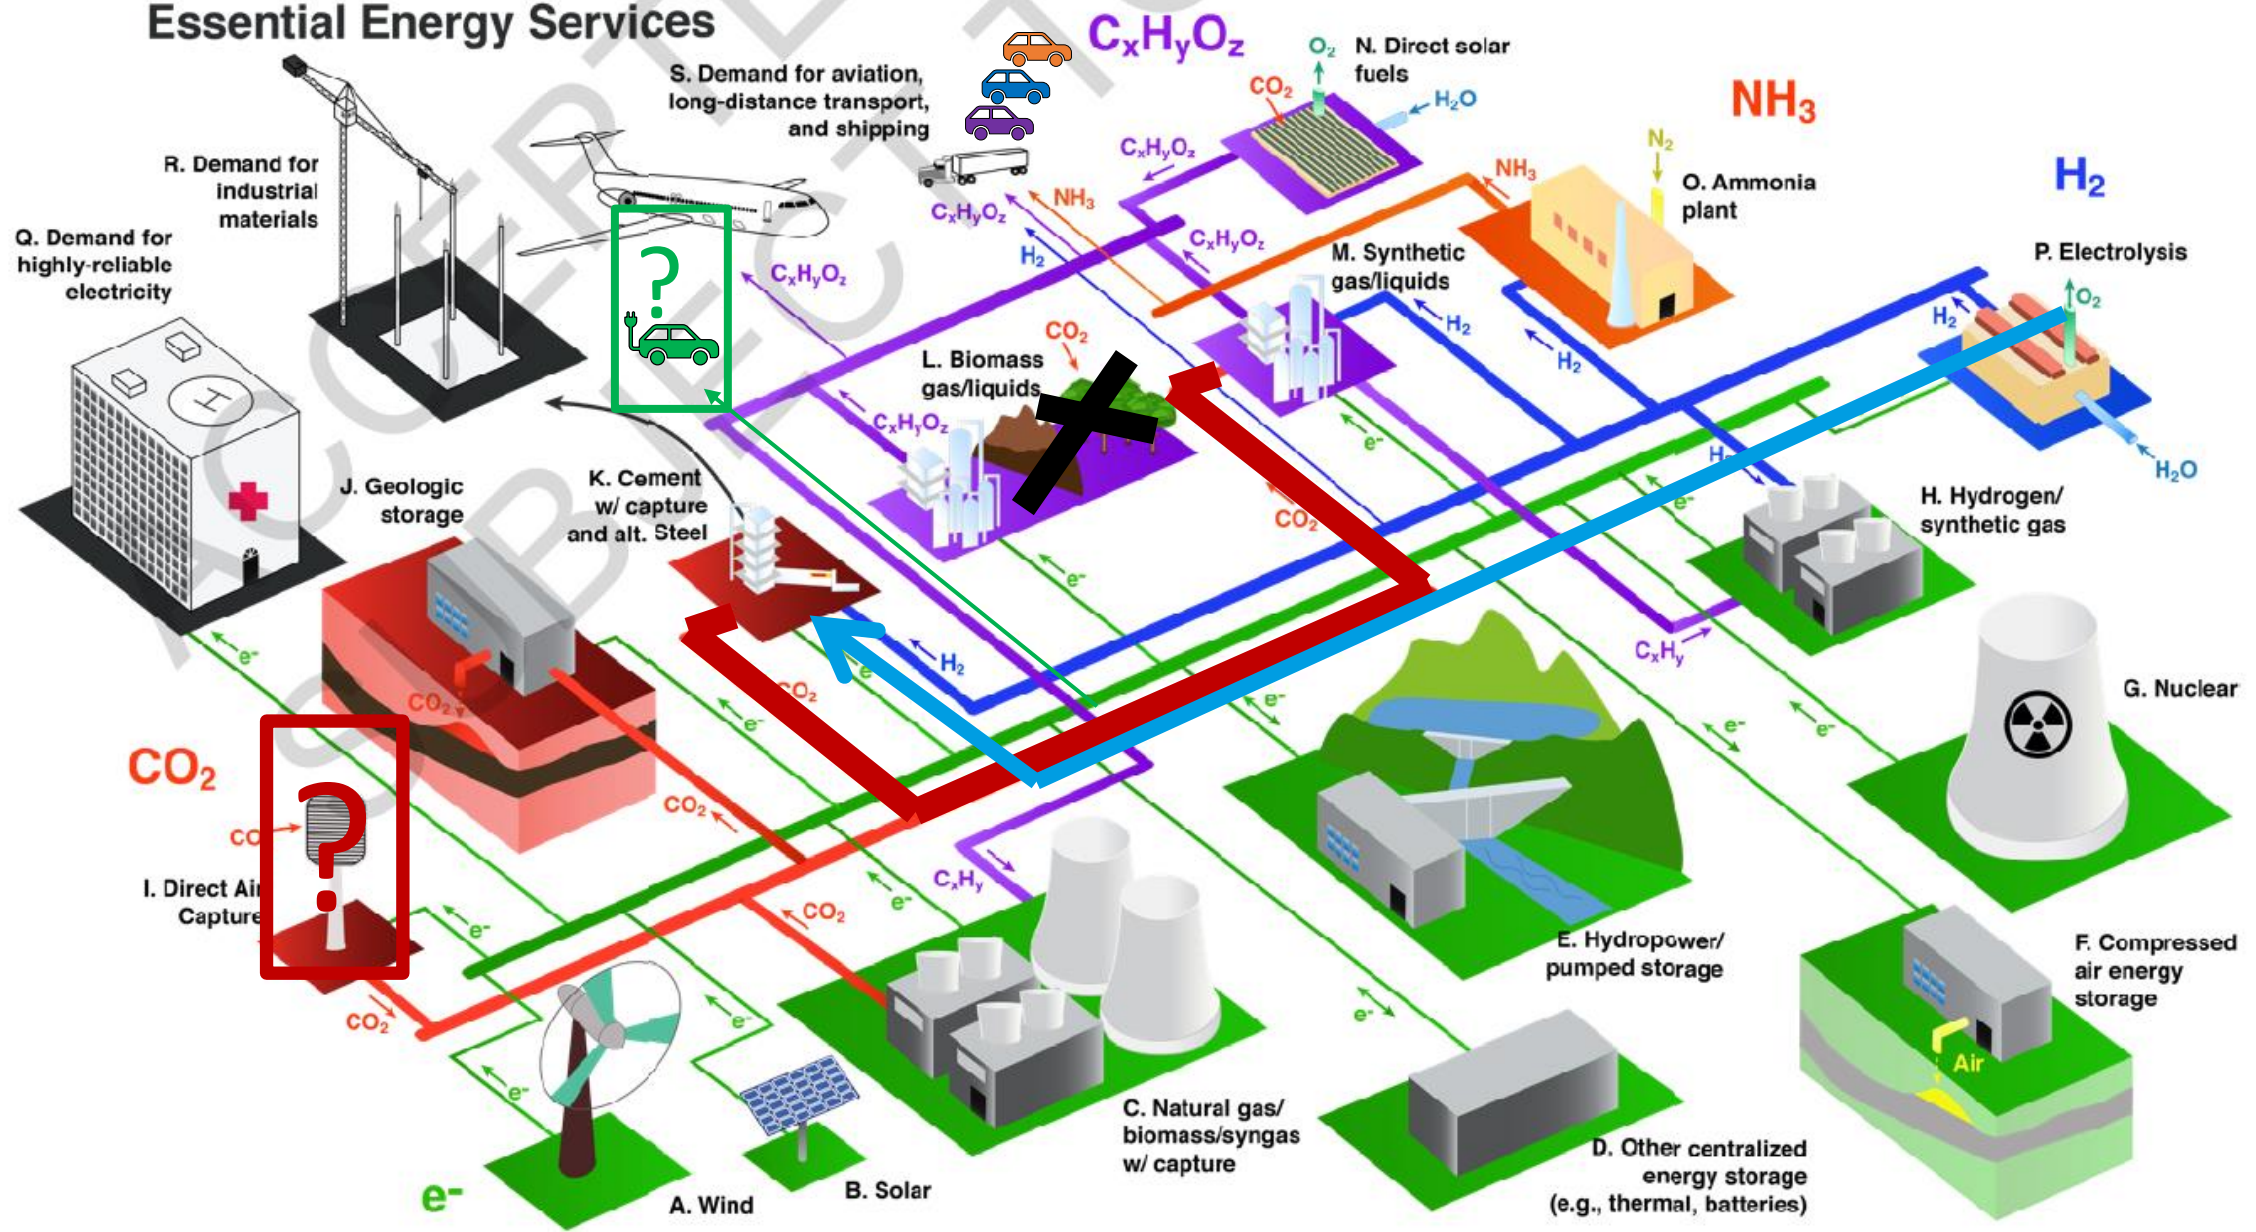 Essential Energy Services
CxHyOz
O2
N. Direct solar
fuels
CO2
H2O
S. Demand for aviation,
long-distance transport,
and shipping
NH3
N2
CxHyOz
R. Demand for
industrial
materials
NH3
O. Ammonia
plant
H2
CxHyOz
NH3
Q. Demand for
highly-reliable
electricity
CxHyOz
M. Synthetic
gas/liquids
P. Electrolysis
H2
?
CxHyOz
O2
H2
H2
CO2
L. Biomass
gas/liquids
H2
CxHyOz
e-
H2O
J. Geologic
storage
K. Cement
w/ capture
and alt. Steel
e-
H. Hydrogen/
synthetic gas
CO2
e-
e-
H2
CxHy
e-
CO2
G. Nuclear
CO2
e-
e-
e-
e-
CO2
?
CO2
I. Direct Air
Capture
CxHy
e-
CO2
e-
E. Hydropower/
pumped storage
F. Compressed
air energy
storage
CO2
e-
e-
Air
e-
C. Natural gas/
biomass/syngas
w/ capture
D. Other centralized
energy storage
(e.g., thermal, batteries)
e-
A. Wind
B. Solar
H